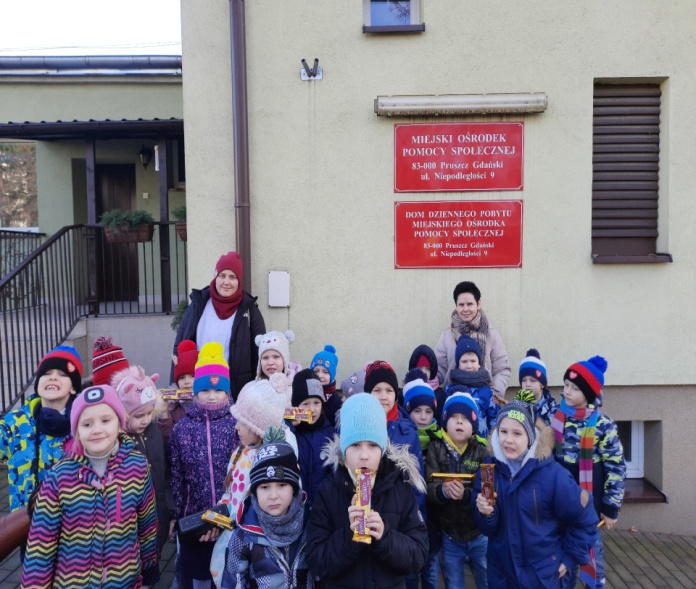 MIEJSKI OŚRODEK
POMOCY SPOŁECZNEJ
83-000 Pruszcz Gdański
ul. Niepodległości 9
DOM DZIENNEGO POBYTU
MIEJSKIEGO OŚRODKA
POMOCY SPOŁECZNEJ
83-000 Pruszcz Gdański
ul. Niepodległości 9